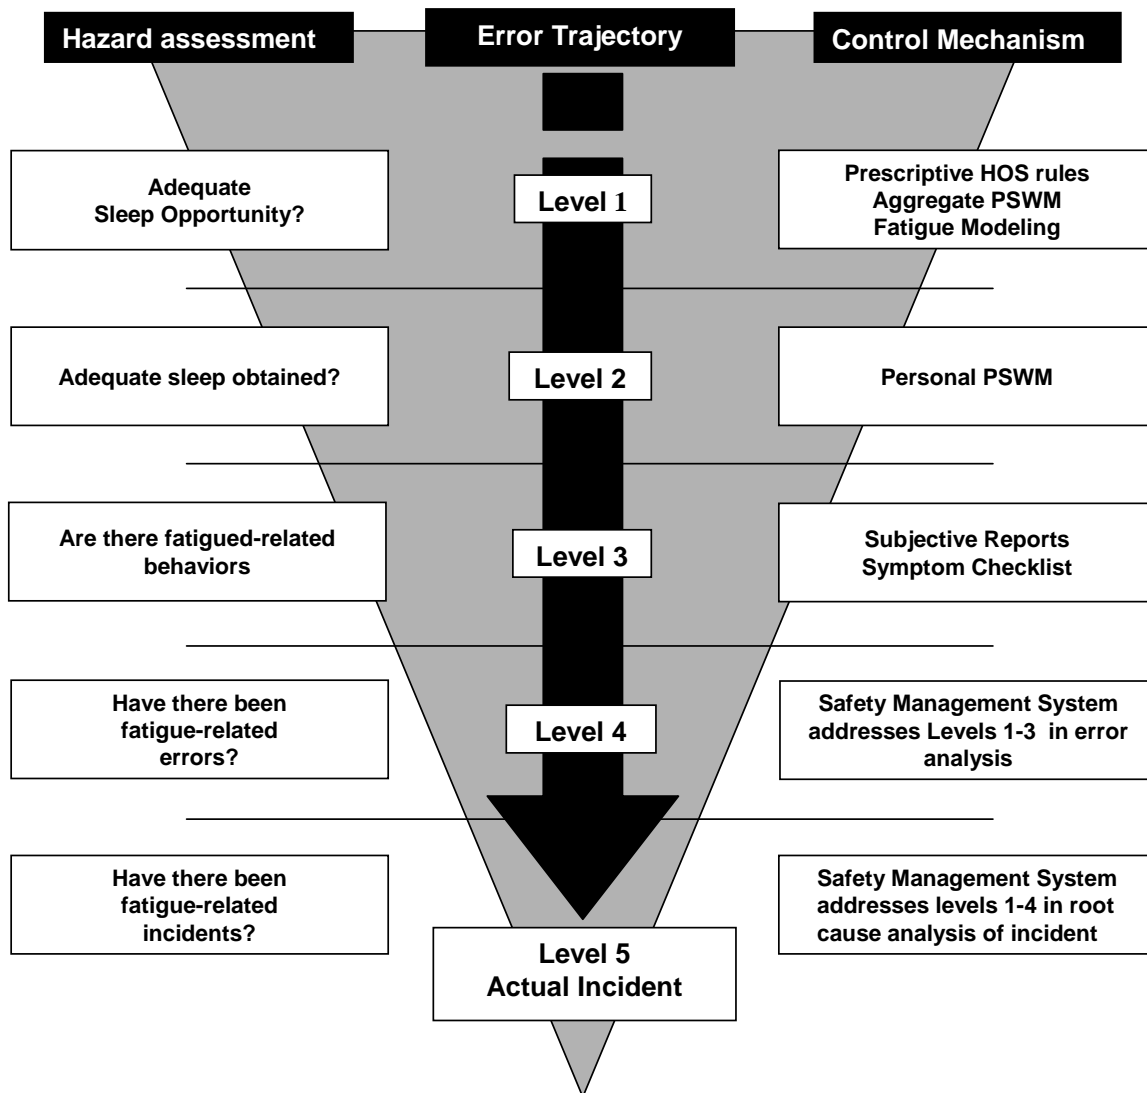 Hazard assessment
Error Trajectory
Control Mechanism
Adequate
Sleep Opportunity?
Level 1
Prescriptive HOS rules
Aggregate PSWM
Fatigue Modeling
Adequate sleep obtained?
Level 2
Personal PSWM
Are there fatigued-related
behaviors
Level 3
Subjective Reports
Symptom Checklist
Have there been
fatigue-related
errors?
Level 4
Safety Management System
addresses Levels 1-3 in error
analysis
Have there been
fatigue-related
incidents?
Level 5
Actual Incident
Safety Management System
addresses levels 1-4 in root
cause analysis of incident